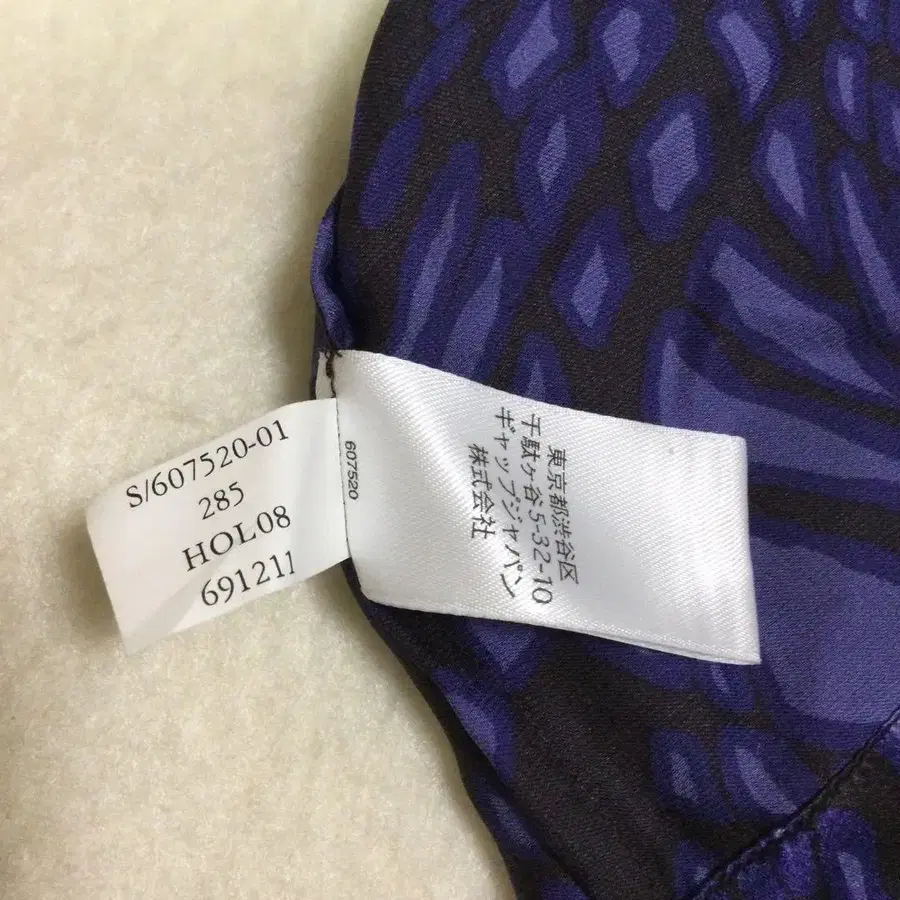 S/607520-01
285
HOL08
691211
607520
東京都渋谷区
千駄ヶ谷5-32-10
ギャップジャパン
株式会社